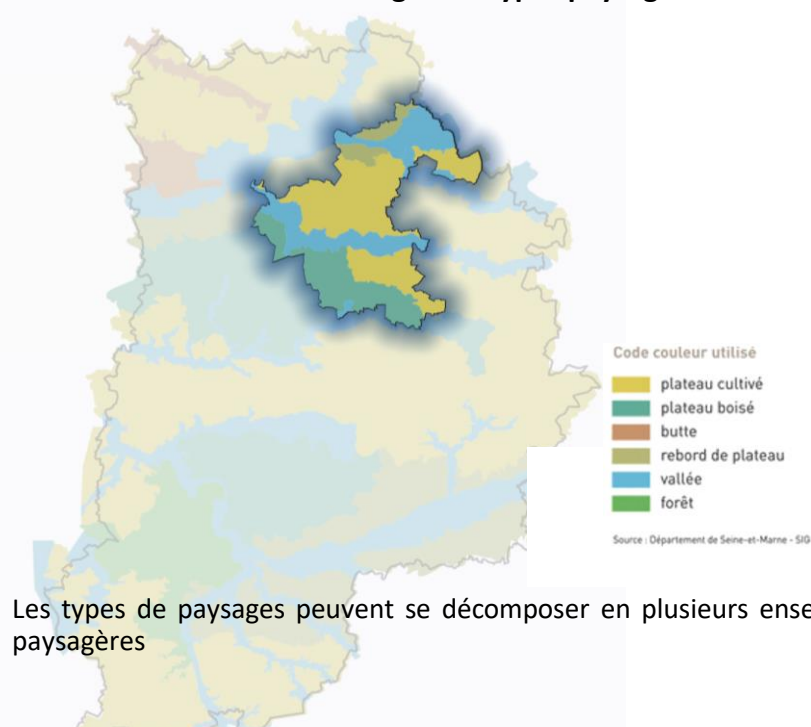 Code couleur utilisé
plateau cultivé
plateau boisé
butte
rebord de plateau
vallée
forêt
Source : Département de Seine-et-Marne - SIG
Les types de paysages peuvent se décomposer en plusieurs
paysagères